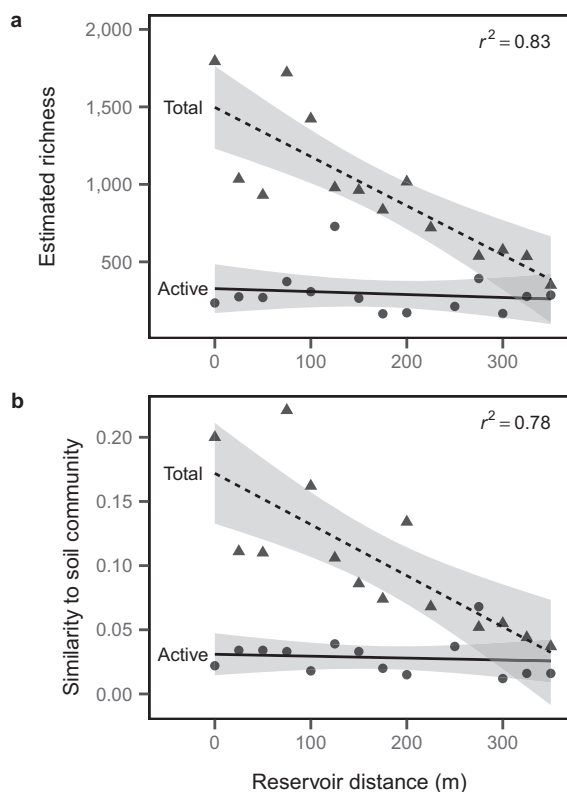 a
r² = 0.83
2,000
1,500
1,000
500
Estimated richness
Total
Active
0 100 200 300
b
r² = 0.78
0.20
0.15
0.10
0.05
0.00
Similarity to soil community
Total
Active
0 100 200 300
Reservoir distance (m)